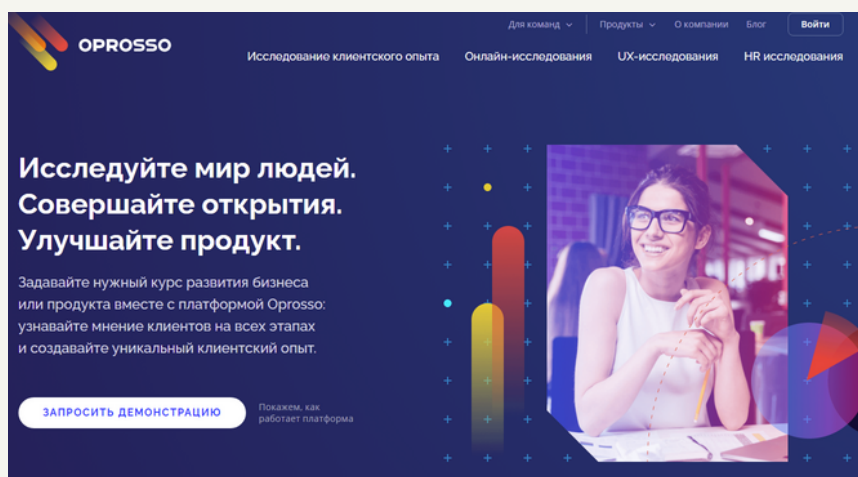 Для команд
Продукты
О компании
Блог
Войти
OPROSSO
Исследование клиентского опыта
Онлайн-исследования
UX-исследования
HR исследования
Исследуйте мир людей.
Совершайте открытия.
Улучшайте продукт.
Задавайте нужный курс развития бизнеса
или продукта вместе с платформой Oprosso:
узнавайте мнение клиентов на всех этапах
и создавайте уникальный клиентский опыт.
ЗАПРОСИТЬ ДЕМОНСТРАЦИЮ
Покажем, как
работает платформа